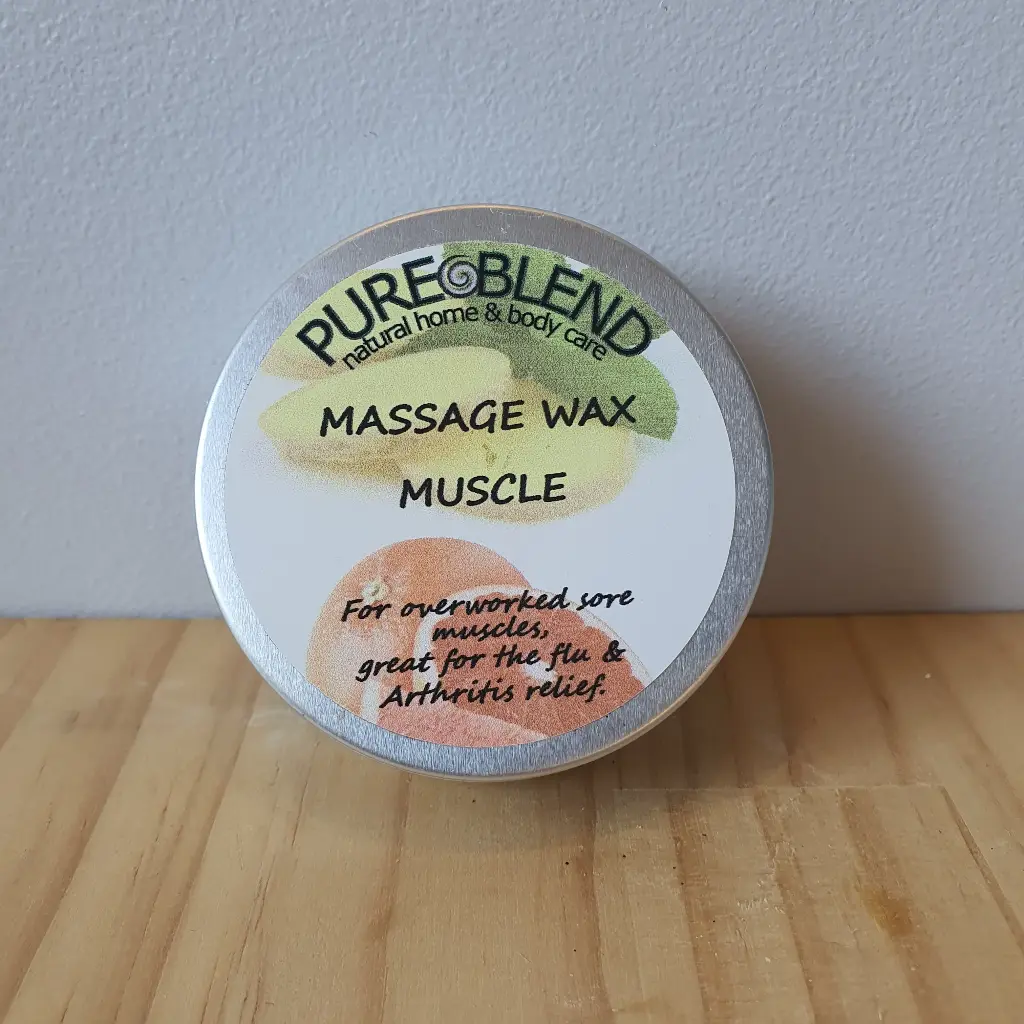 PURE BLEND
natural home & body care
MASSAGE WAX
MUSCLE
For overworked sore
muscles,
great for the flu &
Arthritis relief.